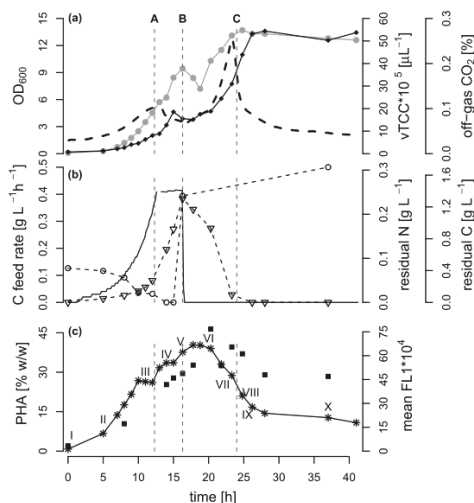 (a) A B C
15 12 9 6 3 0
OD600
60 50 40 30 20 10 0
vTCC*10 5 [µL-1]
0.3 0.2 0.1 0.0
off-gas CO2 [%]
(b)
0.5 0.4 0.3 0.2 0.1 0.0
C feed rate [g L-1h-1]
0.3 0.2 0.1 0.0
residual N [g L-1]
1.6 1.2 0.8 0.4 0.0
residual C [g L-1]
(c)
45 30 15 0
PHA [% w/w]
75 60 45 30 15 0
mean FL1*104
I II III IV V VI VII VIII IX X
0 5 10 15 20 25 30 35 40
time [h]